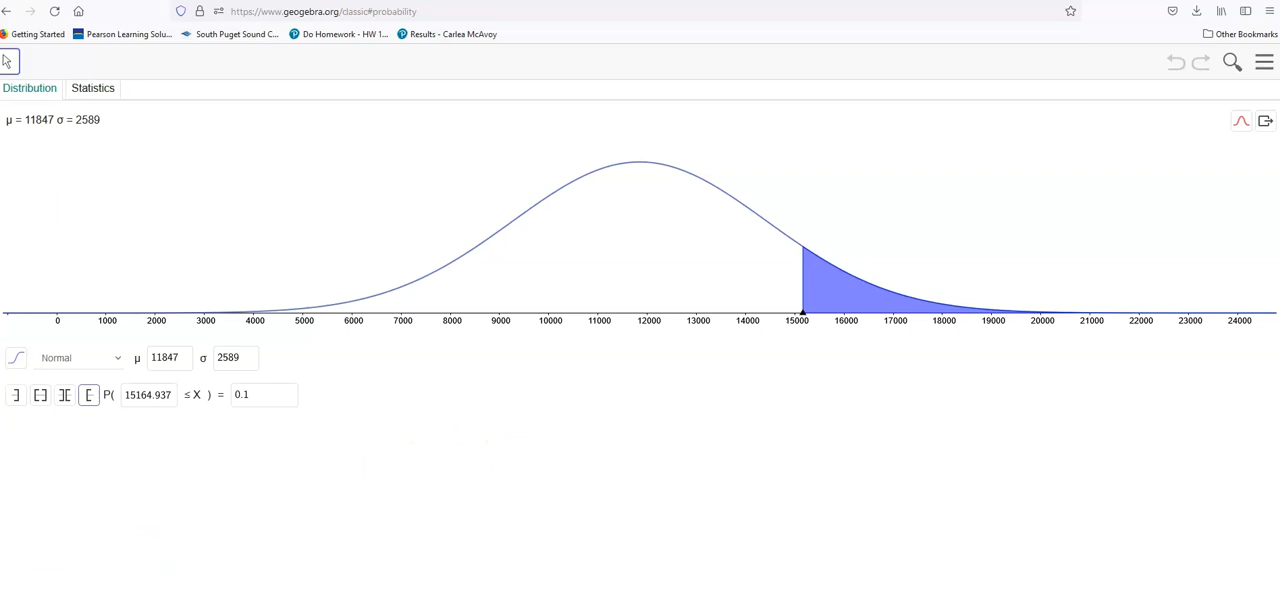 https://www.geogebra.org/classic#probability
Getting Started Pearson Learning Solu... South Puget Sound C... Do Homework - HW 1... Results - Carlea McAvoy Other Bookmarks
Distribution Statistics
μ = 11847 σ = 2589
0 1000 2000 3000 4000 5000 6000 7000 8000 9000 10000 11000 12000 13000 14000 15000 16000 17000 18000 19000 20000 21000 22000 23000 24000
Normal μ 11847 σ 2589
P( 15164.937 ≤ X ) = 0.1